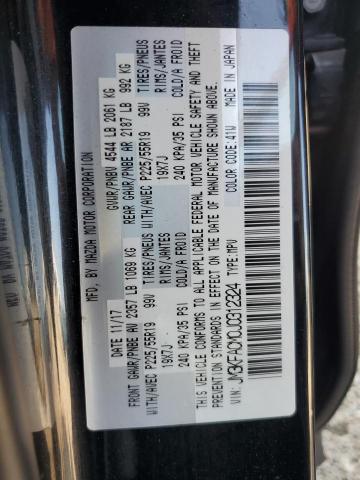 MFD. BY MAZDA MOTOR CORPORATION
DATE 11/17 GVWR/PNBV 4544 LB 2061 KG
FRONT GAWR/PNBE AV 2357 LB 1069 KG REAR GAWR/PNBE AR 2187 LB 992 KG
TIRES/PNEUS TIRES/PNEUS
WITH/AVEC P225/55R19 99V RIMS/JANTES WITH/AVEC P225/55R19 99V RIMS/JANTES
19X7J COLD/A FROID 19X7J COLD/A FROID
240 KPA/35 PSI 240 KPA/35 PSI
THIS VEHICLE CONFORMS TO ALL APPLICABLE FEDERAL MOTOR VEHICLE SAFETY AND THEFT
PREVENTION STANDARDS IN EFFECT ON THE DATE OF MANUFACTURE SHOWN ABOVE.
TYPE: MPV COLOR CODE: 41W MADE IN JAPAN
VIN: